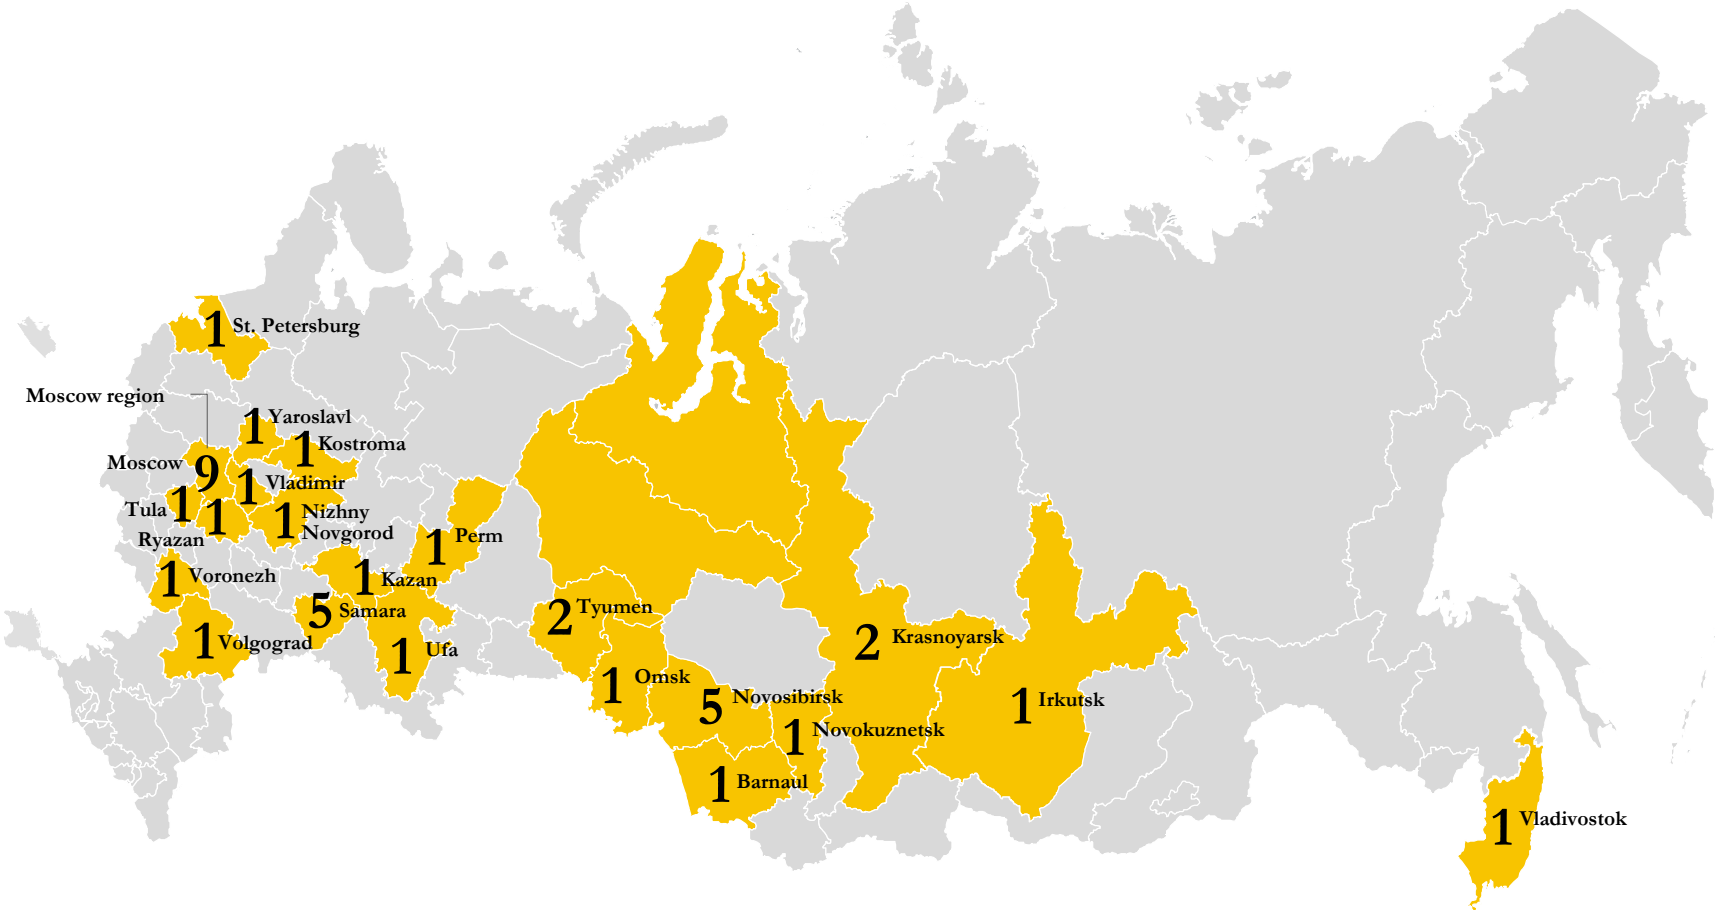 1 St. Petersburg
Moscow region
1 Yaroslavl
1 Kostroma
Moscow 9
1 Vladimir
Tula 1
Ryazan 1
1 Nizhny
Novgorod
1 Perm
1 Voronezh
1 Kazan
5 Samara
2 Tyumen
1 Volgograd
1 Ufa
2 Krasnoyarsk
1 Omsk
5 Novosibirsk
1 Irkutsk
1 Novokuznetsk
1 Barnaul
1 Vladivostok